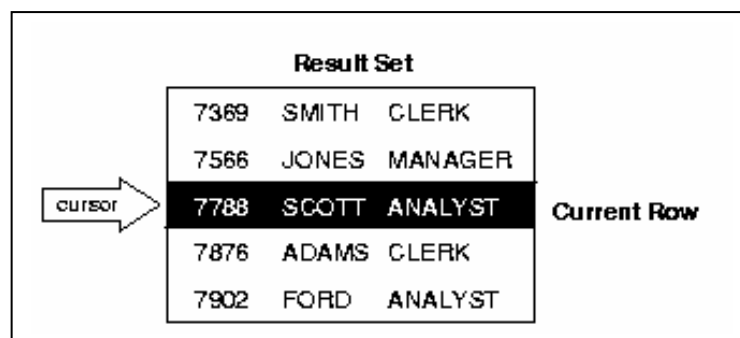 Result Set
7369 SMITH CLERK
7566 JONES MANAGER
cursor 7788 SCOTT ANALYST Current Row
7876 ADAMS CLERK
7902 FORD ANALYST